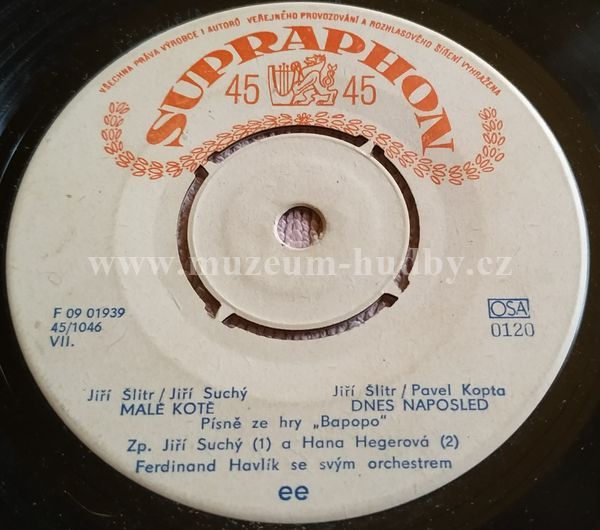 VŠECHNA PRÁVA VÝROBCE I AUTORŮ VEŘEJNÉHO PROVOZOVÁNÍ A ROZHLASOVÉHO ŠÍŘENÍ VYHRAŽENA
SUPRAPHON
45 45
www.muzeum-hudby.cz
F 09 01939
45/1046
VII.
OSA
0120
Jiří Šlitr / Jiří Suchý
MALÉ KOTĚ
Jiří Šlitr / Pavel Kopta
DNES NAPOSLED
Písně ze hry „Bapopo"
Zp. Jiří Suchý (1) a Hana Hegerová (2)
Ferdinand Havlík se svým orchestrem
ee